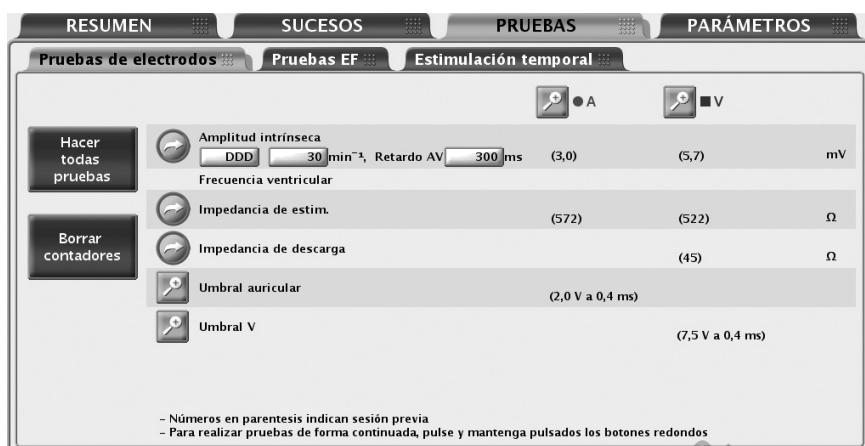 RESUMEN SUCESOS PRUEBAS PARÁMETROS
Pruebas de electrodos Pruebas EF Estimulación temporal
A V
Hacer todas pruebas
Amplitud intrínseca
DDD 30 min⁻¹, Retardo AV 300 ms (3,0) (5,7) mV
Frecuencia ventricular
Borrar contadores
Impedancia de estim. (572) (522) Ω
Impedancia de descarga (45) Ω
Umbral auricular (2,0 V a 0,4 ms)
Umbral V (7,5 V a 0,4 ms)
– Números en parentesis indican sesión previa
– Para realizar pruebas de forma continuada, pulse y mantenga pulsados los botones redondos